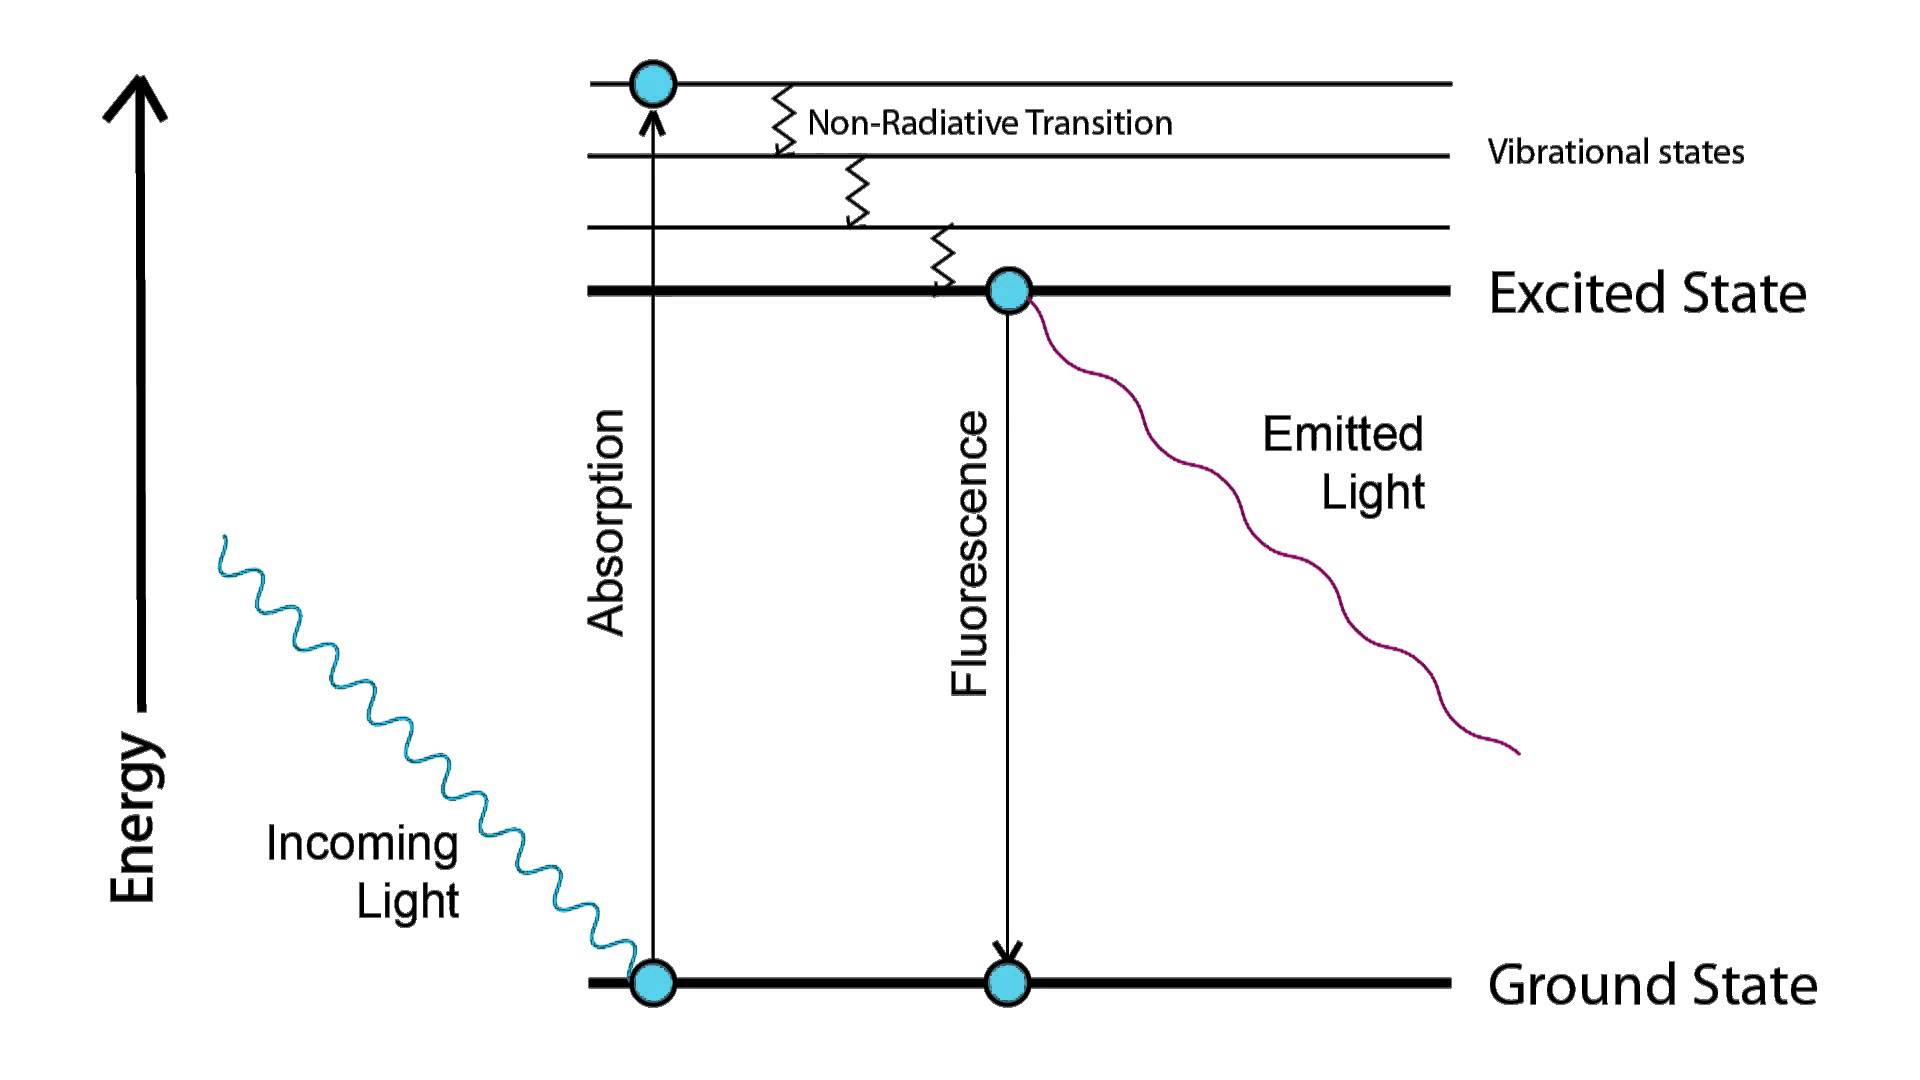 Non-Radiative Transition
Vibrational states
Excited State
Absorption
Fluorescence
Emitted
Light
Energy
Incoming
Light
Ground State